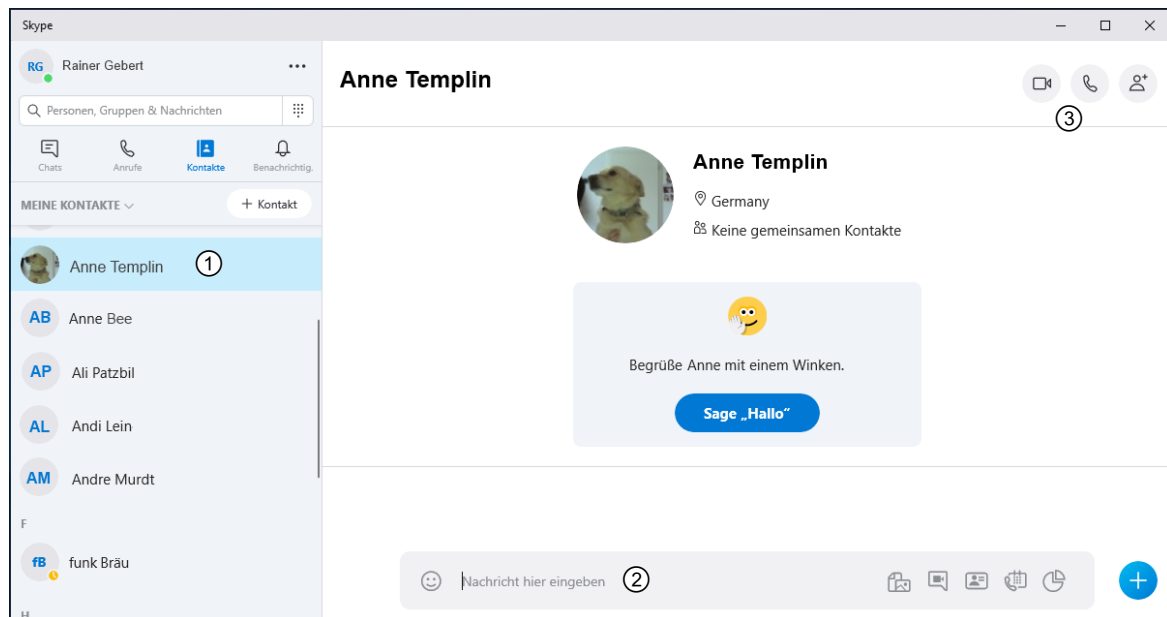 Skype
RG Rainer Gebert
Personen, Gruppen & Nachrichten
Chats Anrufe Kontakte Benachrichtig.
MEINE KONTAKTE + Kontakt
Anne Templin 1
AB Anne Bee
AP Ali Patzbil
AL Andi Lein
AM Andre Murdt
F
fB funk Bräu
H
Anne Templin
3
Anne Templin
Germany
Keine gemeinsamen Kontakte
Begrüße Anne mit einem Winken.
Sage „Hallo“
Nachricht hier eingeben 2